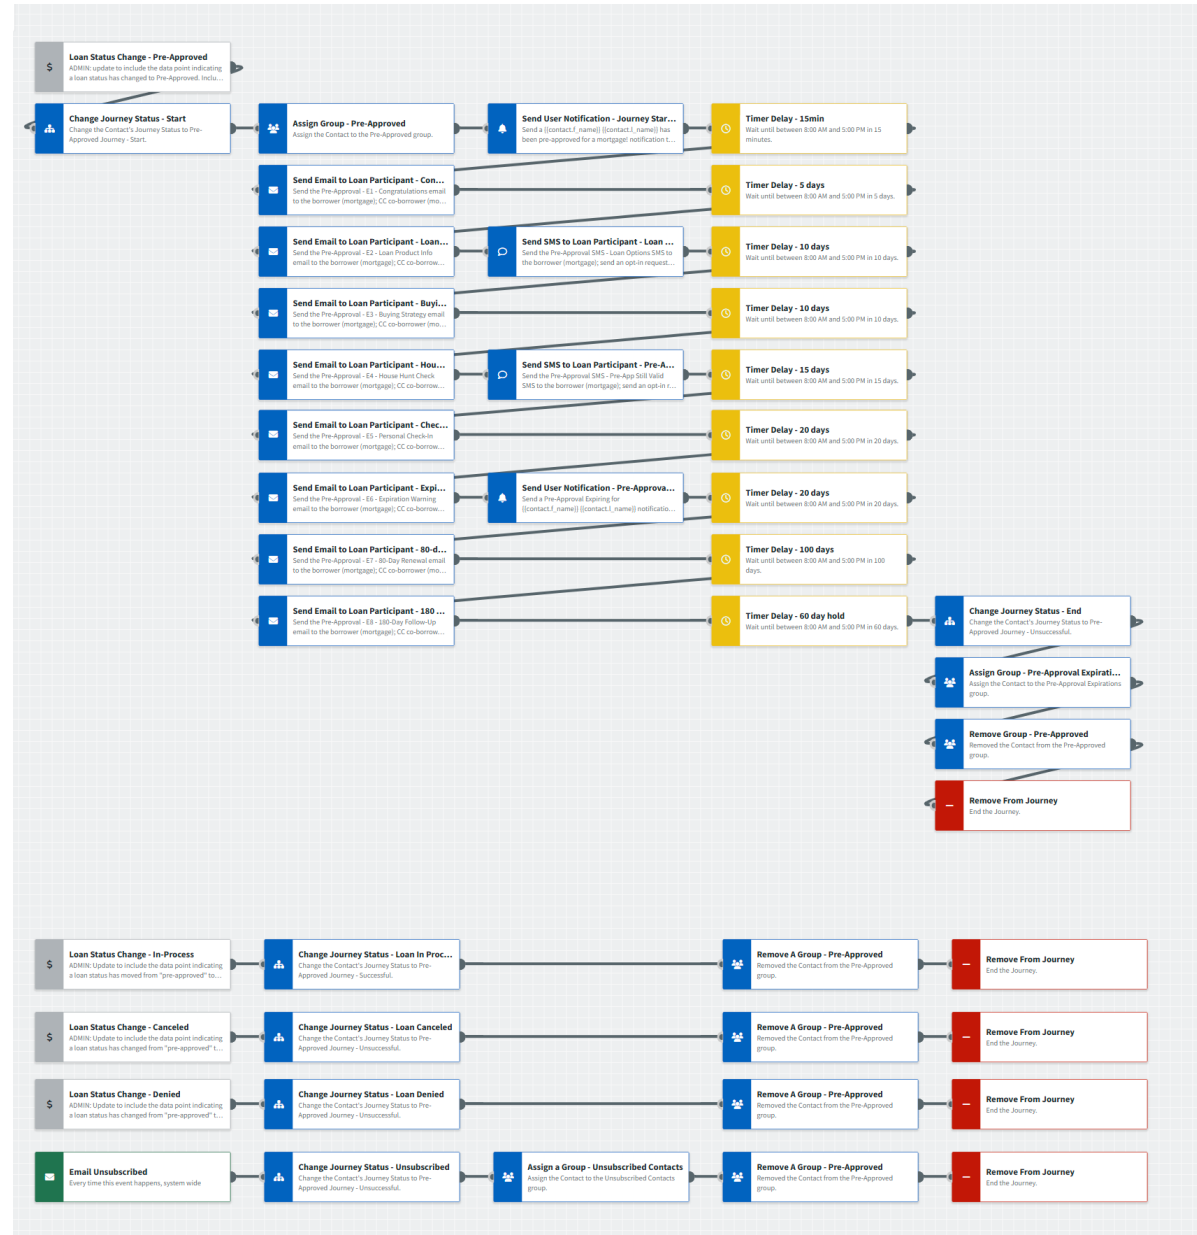 Loan Status Change - Pre-Approved
ADMIN: update to include the data point indicating
a loan status has changed to Pre-Approved. Inclu...
$
Change Journey Status - Start
Change the Contact's Journey Status to Pre-
Approved Journey - Start.
Assign Group - Pre-Approved
Assign the Contact to the Pre-Approved group.
Send User Notification - Journey Star...
Send a {{contact.f_name}} {{contact.l_name}} has
been pre-approved for a mortgage! notification t...
Timer Delay - 15min
Wait until between 8:00 AM and 5:00 PM in 15
minutes.
Send Email to Loan Participant - Con...
Send the Pre-Approval - E1 - Congratulations email
to the borrower (mortgage); CC co-borrower (mo...
Timer Delay - 5 days
Wait until between 8:00 AM and 5:00 PM in 5 days.
Send Email to Loan Participant - Loan...
Send the Pre-Approval - E2 - Loan Product Info
email to the borrower (mortgage); CC co-borrow...
Send SMS to Loan Participant - Loan ...
Send the Pre-Approval SMS - Loan Options SMS to
the borrower (mortgage); send an opt-in request...
Timer Delay - 10 days
Wait until between 8:00 AM and 5:00 PM in 10 days.
Send Email to Loan Participant - Buyi...
Send the Pre-Approval - E3 - Buying Strategy email
to the borrower (mortgage); CC co-borrower (mo...
Timer Delay - 10 days
Wait until between 8:00 AM and 5:00 PM in 10 days.
Send Email to Loan Participant - Hou...
Send the Pre-Approval - E4 - House Hunt Check
email to the borrower (mortgage); CC co-borrow...
Send SMS to Loan Participant - Pre-A...
Send the Pre-Approval SMS - Pre-App Still Valid
SMS to the borrower (mortgage); send an opt-in r...
Timer Delay - 15 days
Wait until between 8:00 AM and 5:00 PM in 15 days.
Send Email to Loan Participant - Chec...
Send the Pre-Approval - E5 - Personal Check-In
email to the borrower (mortgage); CC co-borrow...
Timer Delay - 20 days
Wait until between 8:00 AM and 5:00 PM in 20 days.
Send Email to Loan Participant - Expi...
Send the Pre-Approval - E6 - Expiration Warning
email to the borrower (mortgage); CC co-borrow...
Send User Notification - Pre-Approva...
Send a Pre-Approval Expiring for
{{contact.f_name}} {{contact.l_name}} notificatio...
Timer Delay - 20 days
Wait until between 8:00 AM and 5:00 PM in 20 days.
Send Email to Loan Participant - 80-d...
Send the Pre-Approval - E7 - 80-Day Renewal email
to the borrower (mortgage); CC co-borrower (mo...
Timer Delay - 100 days
Wait until between 8:00 AM and 5:00 PM in 100
days.
Send Email to Loan Participant - 180 ...
Send the Pre-Approval - E8 - 180-Day Follow-Up
email to the borrower (mortgage); CC co-borrow...
Timer Delay - 60 day hold
Wait until between 8:00 AM and 5:00 PM in 60 days.
Change Journey Status - End
Change the Contact's Journey Status to Pre-
Approved Journey - Unsuccessful.
Assign Group - Pre-Approval Expirati...
Assign the Contact to the Pre-Approval Expirations
group.
Remove Group - Pre-Approved
Removed the Contact from the Pre-Approved
group.
Remove From Journey
End the Journey.
Loan Status Change - In-Process
ADMIN: Update to include the data point indicating
a loan status has moved from "pre-approved" to...
$
Change Journey Status - Loan In Proc...
Change the Contact's Journey Status to Pre-
Approved Journey - Successful.
Remove A Group - Pre-Approved
Removed the Contact from the Pre-Approved
group.
Remove From Journey
End the Journey.
Loan Status Change - Canceled
ADMIN: Update to include the data point indicating
a loan status has changed from "pre-approved" t...
$
Change Journey Status - Loan Canceled
Change the Contact's Journey Status to Pre-
Approved Journey - Unsuccessful.
Remove A Group - Pre-Approved
Removed the Contact from the Pre-Approved
group.
Remove From Journey
End the Journey.
Loan Status Change - Denied
ADMIN: Update to include the data point indicating
a loan status has changed from "pre-approved" t...
$
Change Journey Status - Loan Denied
Change the Contact's Journey Status to Pre-
Approved Journey - Unsuccessful.
Remove A Group - Pre-Approved
Removed the Contact from the Pre-Approved
group.
Remove From Journey
End the Journey.
Email Unsubscribed
Every time this event happens, system wide
Change Journey Status - Unsubscribed
Change the Contact's Journey Status to Pre-
Approved Journey - Unsuccessful.
Assign a Group - Unsubscribed Contacts
Assign the Contact to the Unsubscribed Contacts
group.
Remove A Group - Pre-Approved
Removed the Contact from the Pre-Approved
group.
Remove From Journey
End the Journey.